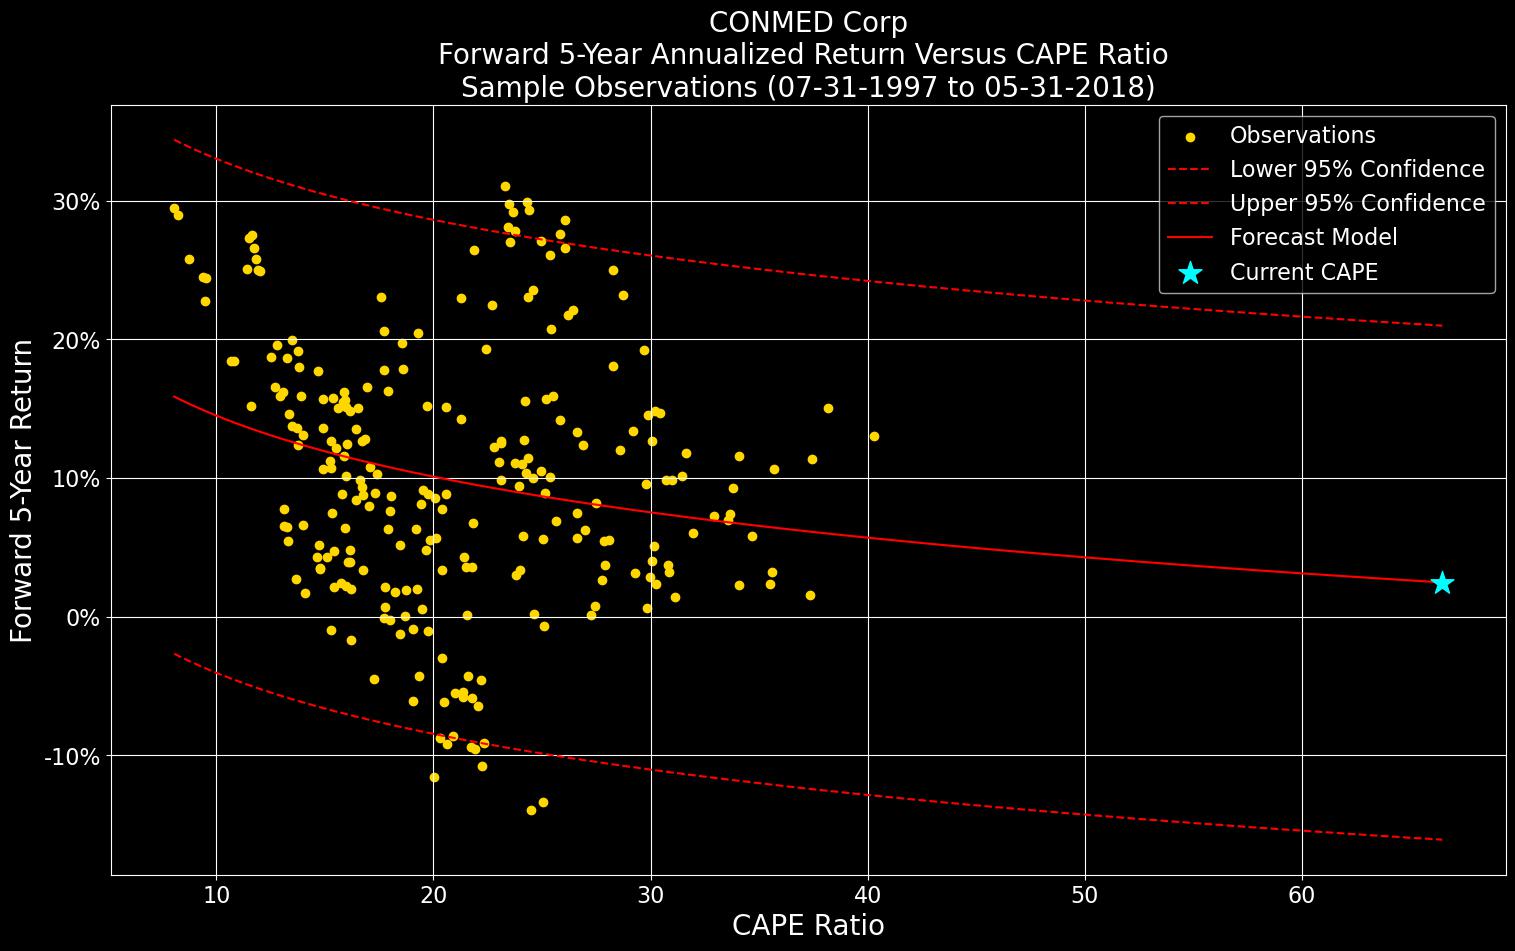 CONMED Corp
Forward 5-Year Annualized Return Versus CAPE Ratio
Sample Observations (07-31-1997 to 05-31-2018)
Observations
Lower 95% Confidence
Upper 95% Confidence
Forecast Model
Current CAPE
Forward 5-Year Return
30%
20%
10%
0%
-10%
10 20 30 40 50 60
CAPE Ratio